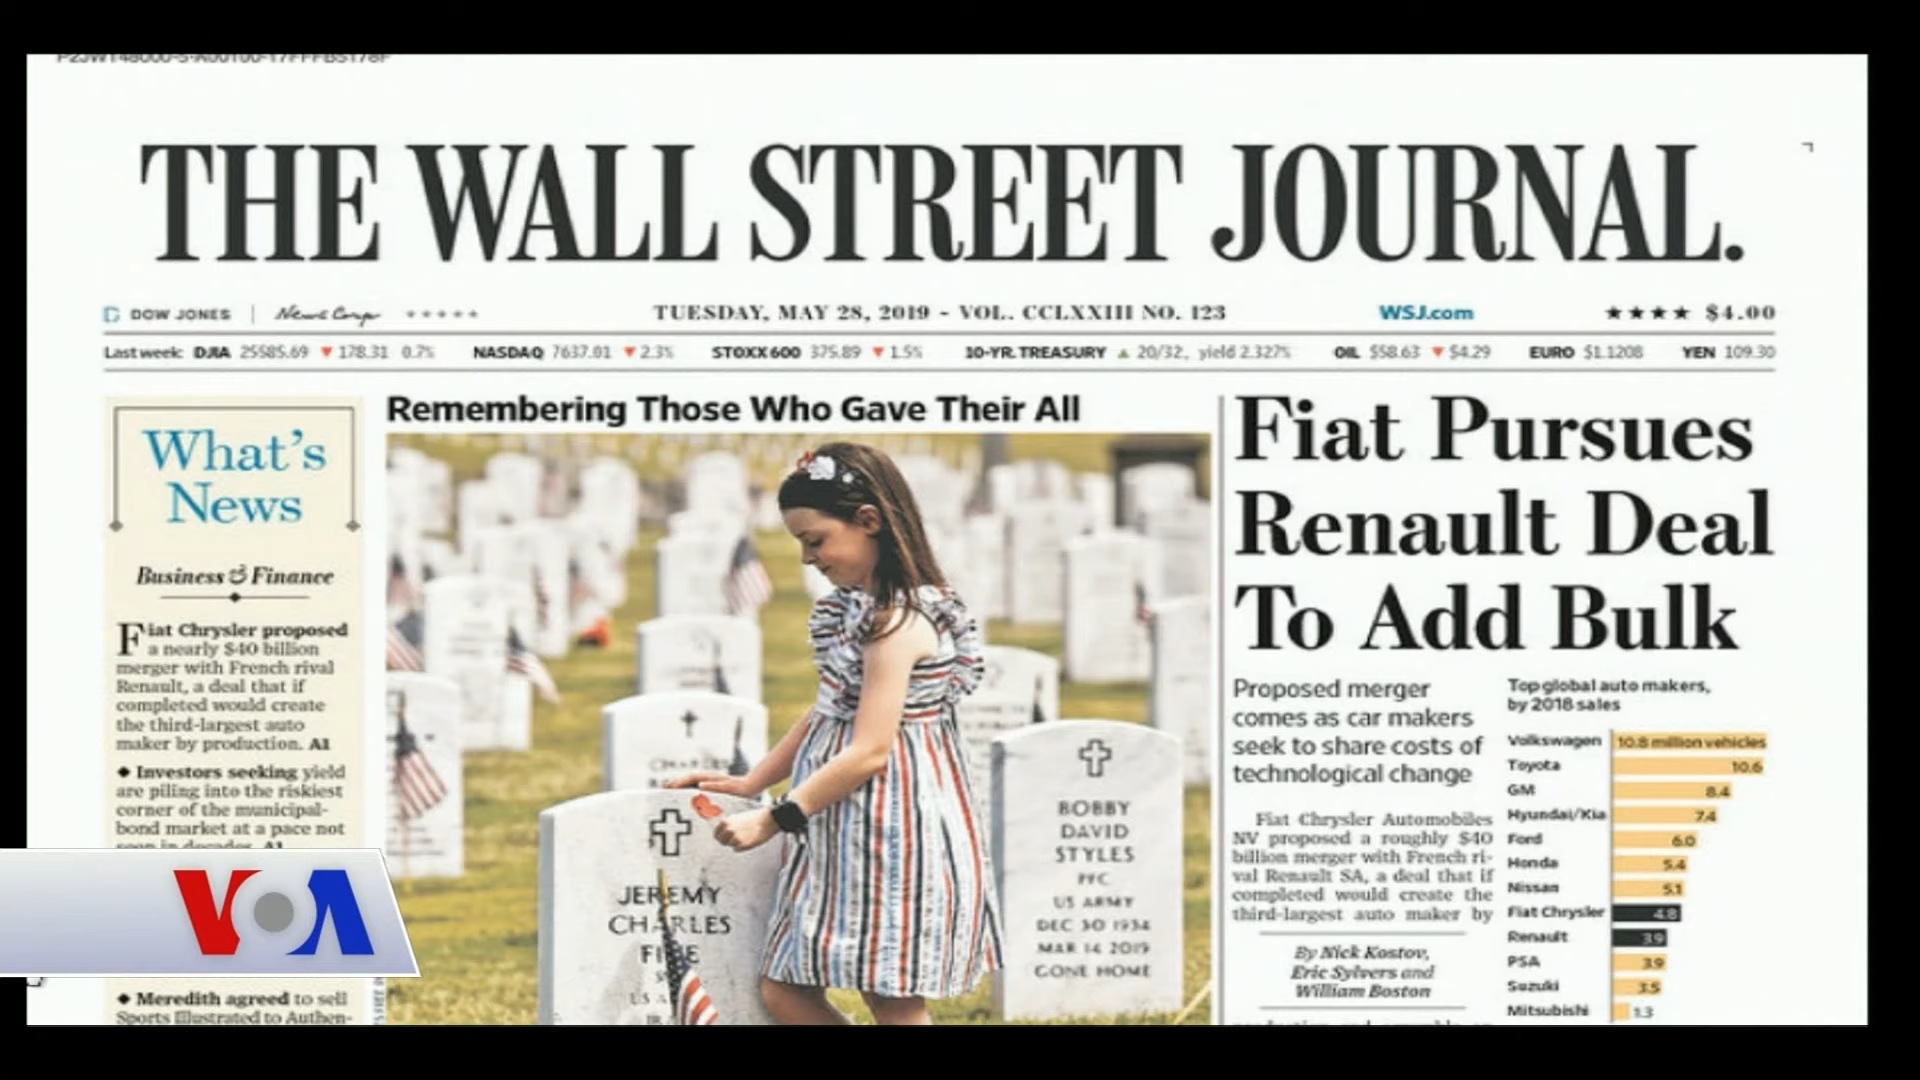 THE WALL STREET JOURNAL.
DOW JONES | News Corp
TUESDAY, MAY 28, 2019 - VOL. CCLXXIII NO. 123
WSJ.com
★★★★ $4.00
Last week: DJIA 25585.69 ▼ 178.31 0.7% NASDAQ 7637.01 ▼ 2.3% STOXX 600 375.89 ▼ 1.5% 10-YR. TREASURY ▲ 20/32, yield 2.327% OIL $58.63 ▼ $4.29 EURO $1.1208 YEN 109.30
What's
News
Business & Finance
Fiat Chrysler proposed
a nearly $40 billion
merger with French rival
Renault, a deal that if
completed would create
the third-largest auto
maker by production. A1
◆ Investors seeking yield
are piling into the riskiest
corner of the municipal-
bond market at a pace not
seen in decades. A1
◆ Meredith agreed to sell
Sports Illustrated to Authen-
Remembering Those Who Gave Their All
JEREMY
CHARLES
BOBBY
DAVID
STYLES
PFC
US ARMY
DEC 30 1934
MAR 14 2019
GONE HOME
Fiat Pursues
Renault Deal
To Add Bulk
Proposed merger
comes as car makers
seek to share costs of
technological change
Fiat Chrysler Automobiles
NV proposed a roughly $40
billion merger with French ri-
val Renault SA, a deal that if
completed would create the
third-largest auto maker by
By Nick Kostov,
Eric Sylvers and
William Boston
Top global auto makers,
by 2018 sales
Volkswagen 10.8 million vehicles
Toyota 10.6
GM 8.4
Hyundai/Kia 7.4
Ford 6.0
Honda 5.4
Nissan 5.1
Fiat Chrysler 4.8
Renault 3.9
PSA 3.9
Suzuki 3.5
Mitsubishi 1.3
VOA